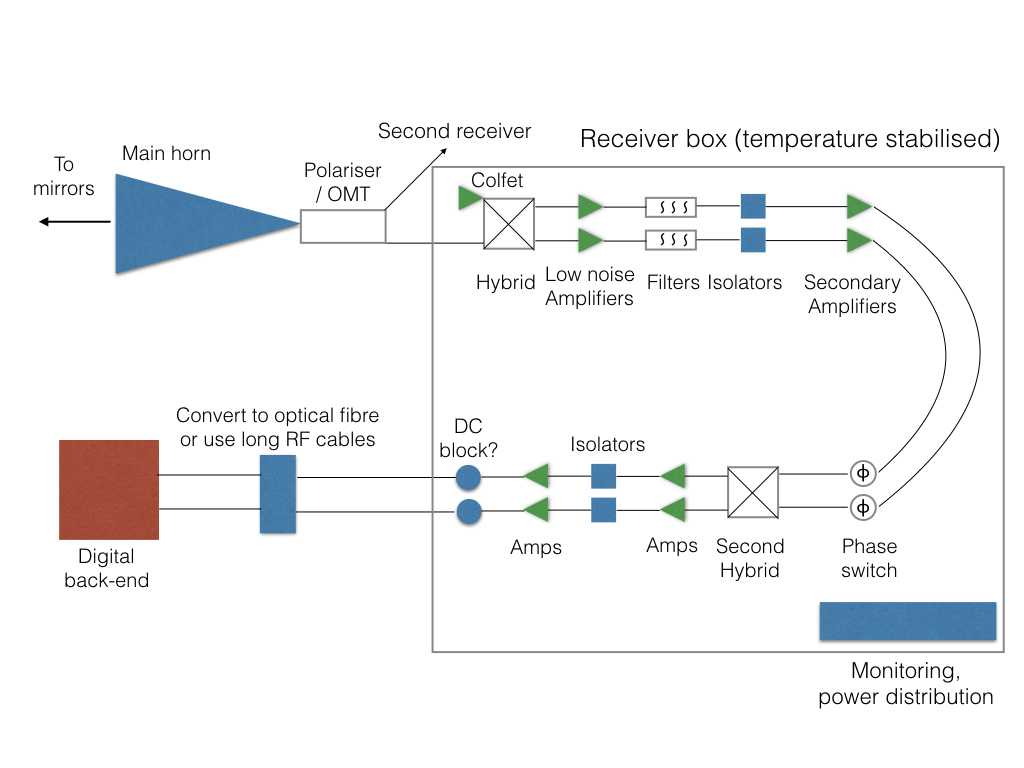 Second receiver
Receiver box (temperature stabilised)
Main horn
To
mirrors
Polariser
/ OMT
Colfet
Hybrid
Low noise
Amplifiers
Filters
Isolators
Secondary
Amplifiers
Convert to optical fibre
or use long RF cables
DC
block?
Isolators
ϕ
ϕ
Digital
back-end
Amps
Amps
Second
Hybrid
Phase
switch
Monitoring,
power distribution